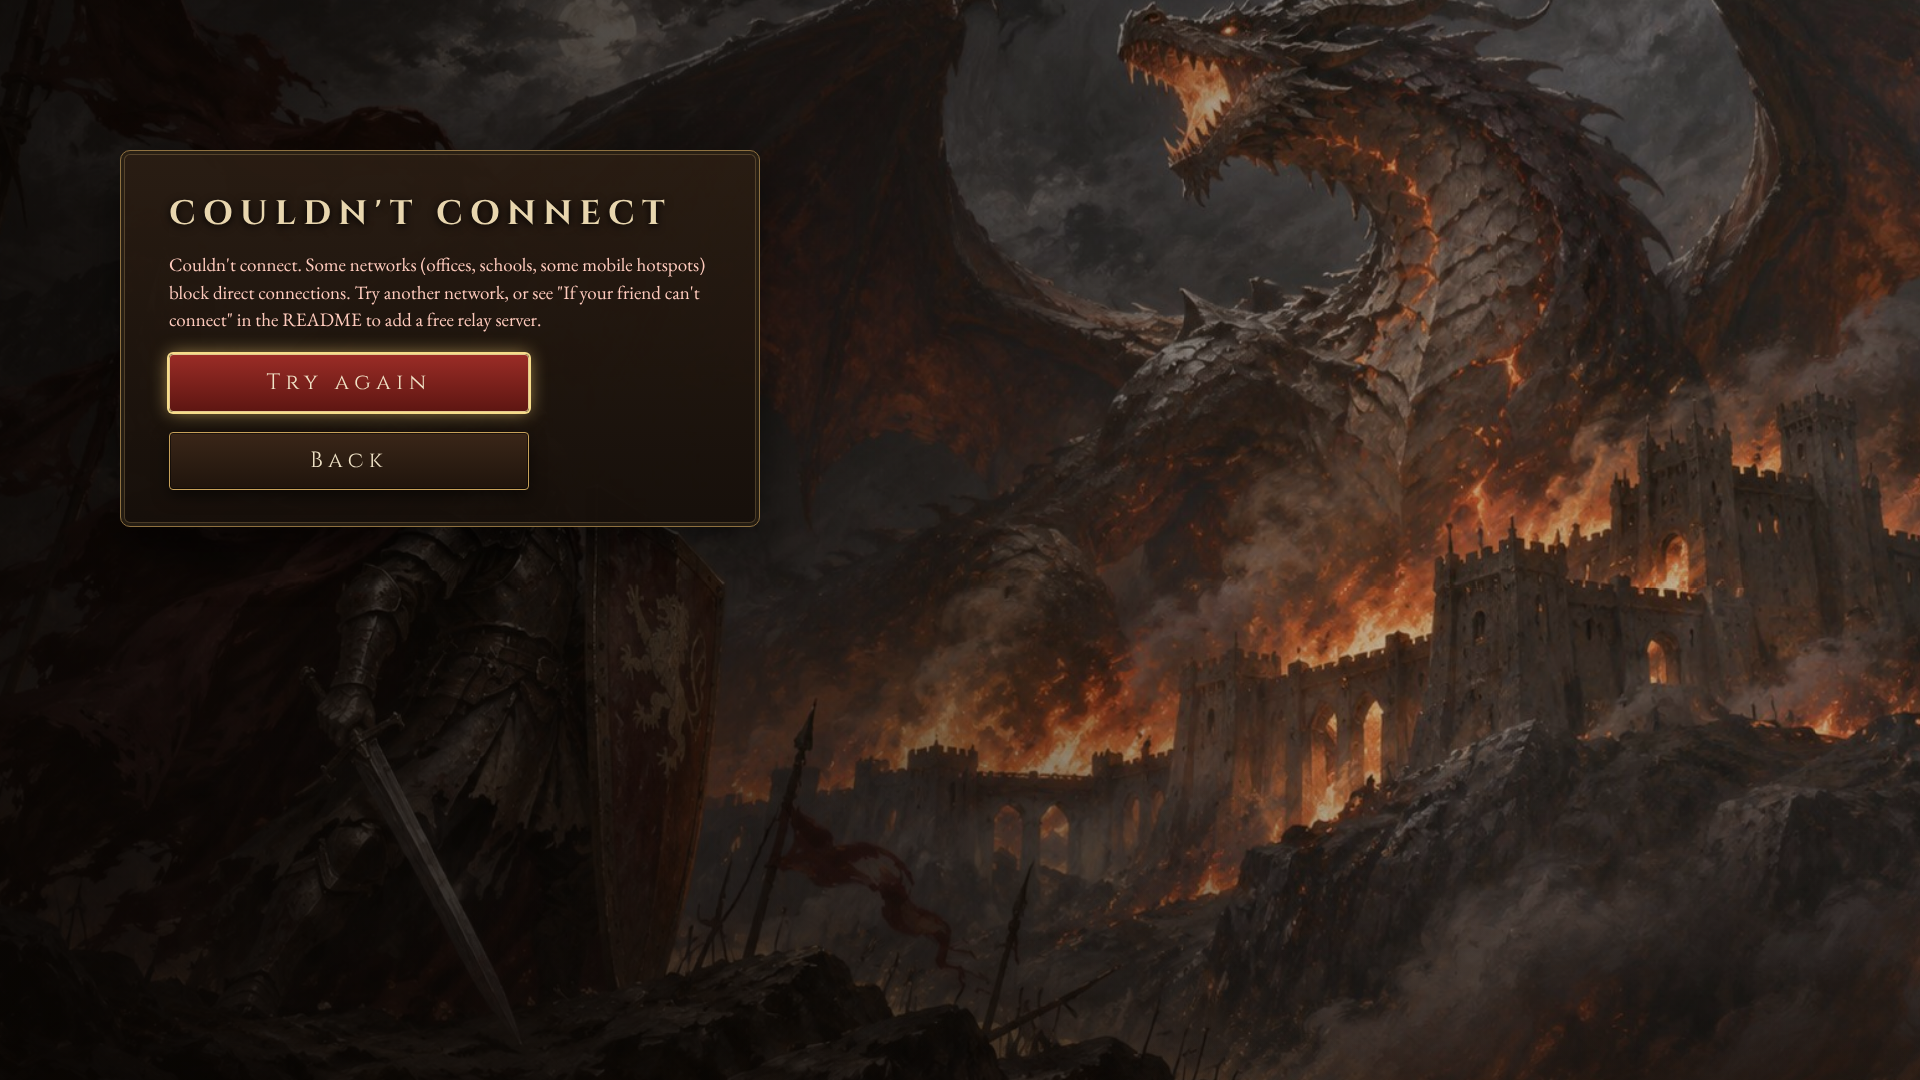 COULDN'T CONNECT
Couldn't connect. Some networks (offices, schools, some mobile hotspots)
block direct connections. Try another network, or see "If your friend can't
connect" in the README to add a free relay server.
Try again
Back